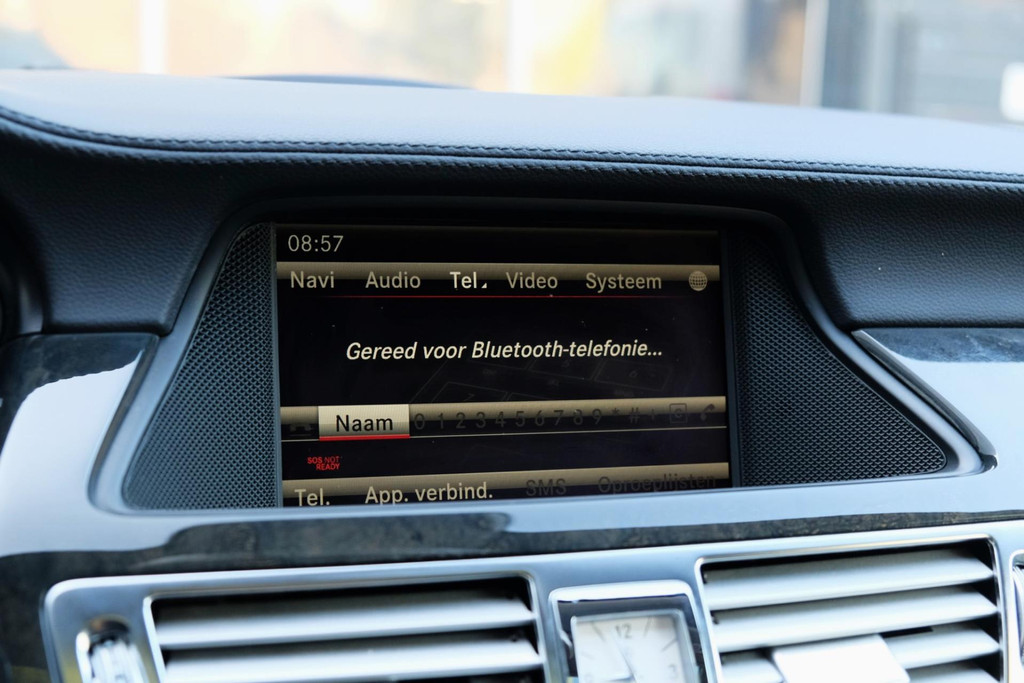 08:57
Navi Audio Tel Video Systeem
Gereed voor Bluetooth-telefonie...
Naam 0 1 2 3 4 5 6 7 8 9 * # +
SOS NOT
READY
Tel. App. verbind. SMS Oproeplijsten
12